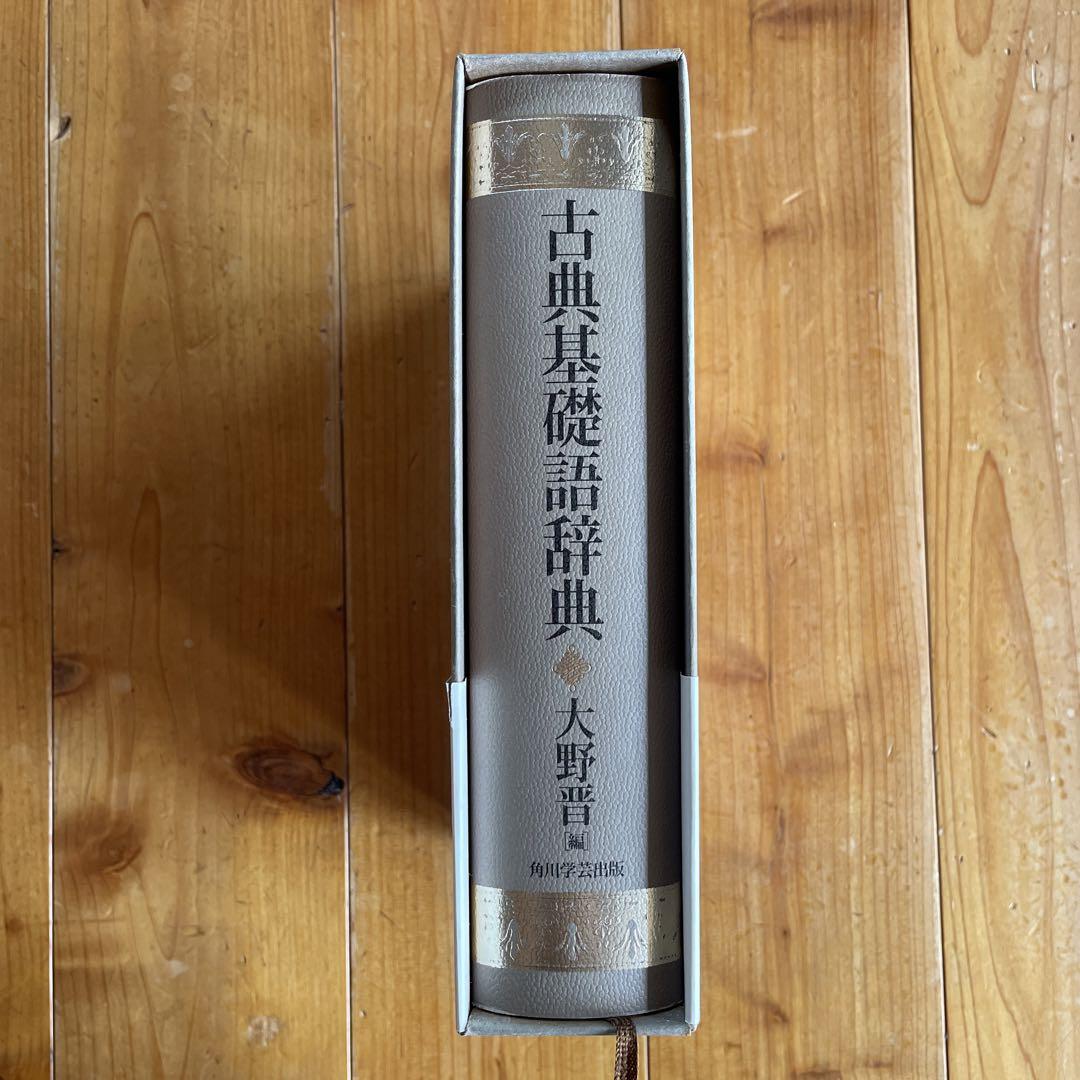 古典基礎語辞典
大野晋
[編]
角川学芸出版